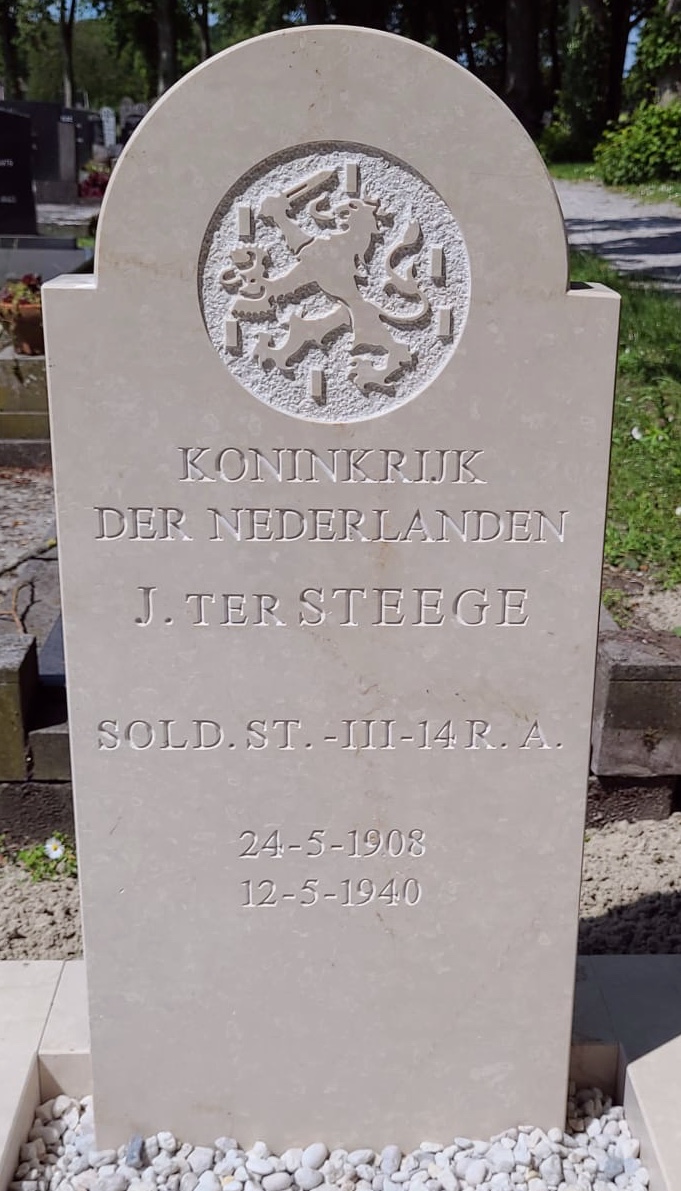 KONINKRIJK
DER NEDERLANDEN
J. TER STEEGE
SOLD. ST. -III-14 R. A.
24-5-1908
12-5-1940